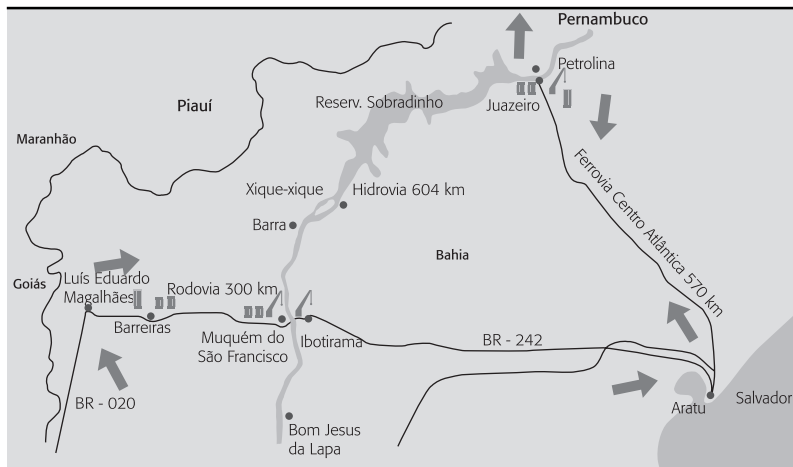 Pernambuco
Petrolina
Piauí
Reserv. Sobradinho
Juazeiro
Maranhão
Ferrovia Centro Atlântica 570 km
Xique-xique
Hidrovia 604 km
Barra
Bahia
Goiás
Luís Eduardo
Magalhães
Rodovia 300 km
Barreiras
Muquém do
São Francisco
Ibotirama
BR - 242
BR - 020
Aratu
Salvador
Bom Jesus
da Lapa